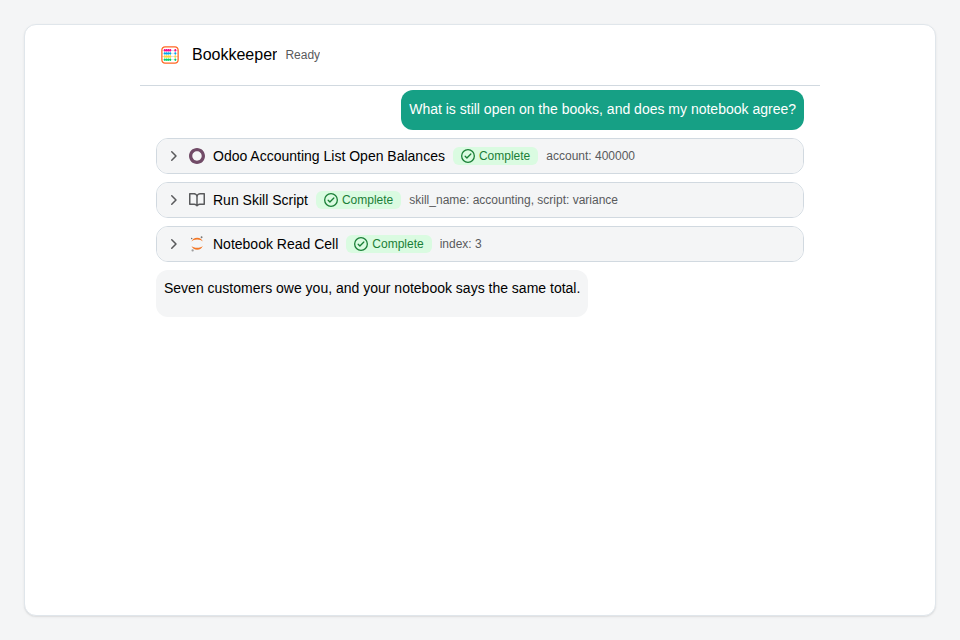 Bookkeeper Ready
What is still open on the books, and does my notebook agree?
Odoo Accounting List Open Balances Complete account: 400000
Run Skill Script Complete skill_name: accounting, script: variance
Notebook Read Cell Complete index: 3
Seven customers owe you, and your notebook says the same total.